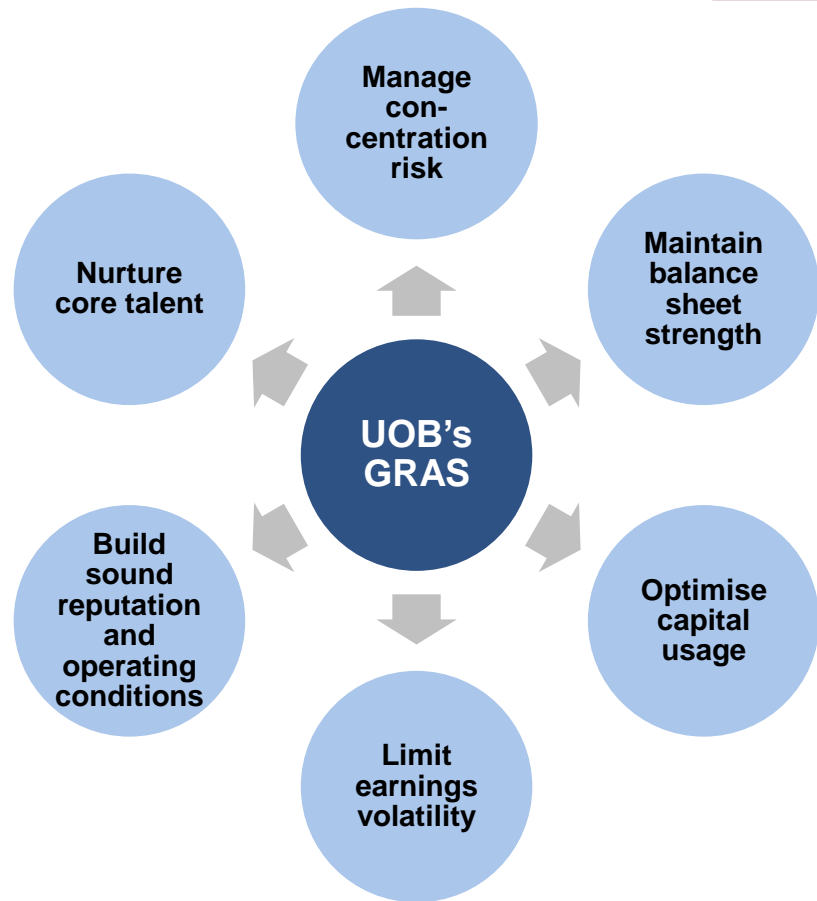 Manage
con-
centration
risk
Maintain
balance
sheet
strength
Nurture
core talent
UOB’s
GRAS
Build
sound
reputation
and
operating
conditions
Optimise
capital
usage
Limit
earnings
volatility